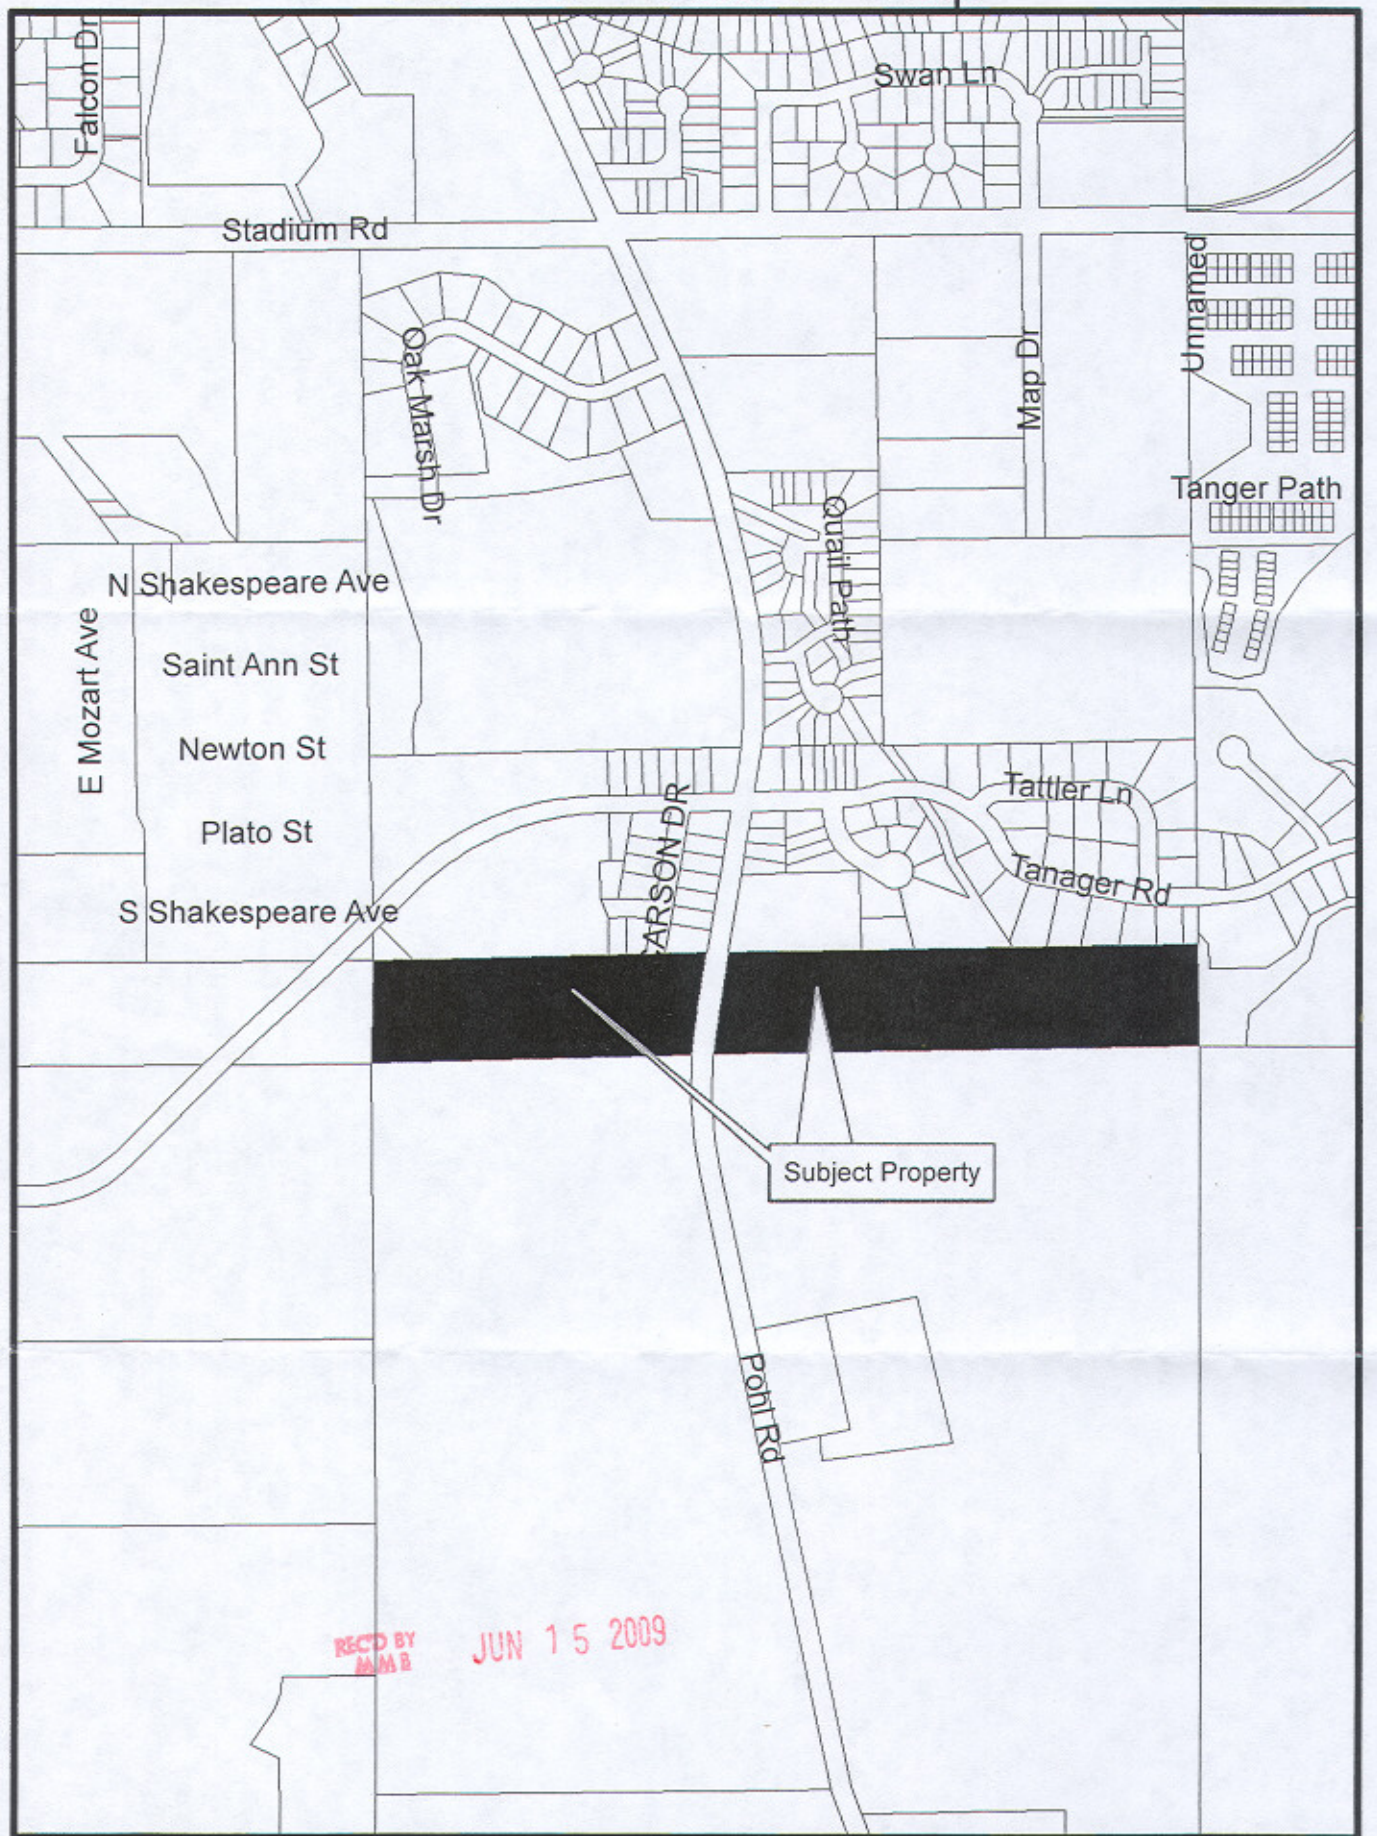 Falcon Dr
Swan Ln
Stadium Rd
Unnamed
Oak Marsh Dr
Map Dr
Tanger Path
Quail Path
N Shakespeare Ave
E Mozart Ave
Saint Ann St
Newton St
Tattler Ln
Plato St
CARSON DR
Tanager Rd
S Shakespeare Ave
Subject Property
Pohl Rd
REC'D BY
MMB
JUN 15 2009